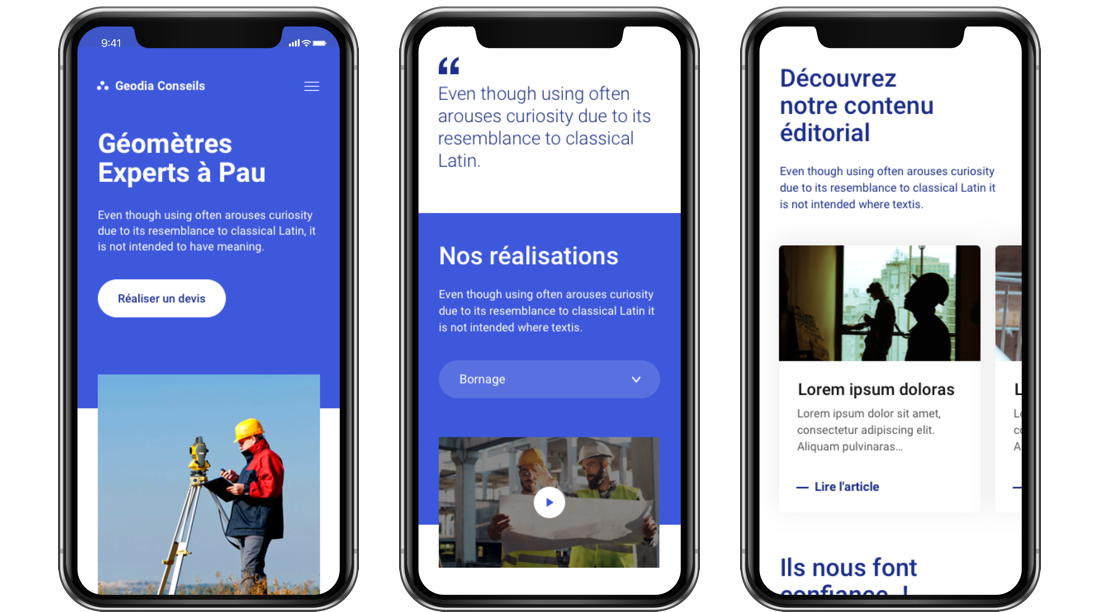 9:41
Geodia Conseils
Géomètres
Experts à Pau
Even though using often arouses curiosity
due to its resemblance to classical Latin, it
is not intended to have meaning.
Réaliser un devis
“
Even though using often
arouses curiosity due to its
resemblance to classical
Latin.
Nos réalisations
Even though using often arouses curiosity
due to its resemblance to classical Latin it
is not intended where textis.
Bornage
Découvrez
notre contenu
éditorial
Even though using often arouses curiosity
due to its resemblance to classical Latin it
is not intended where textis.
Lorem ipsum doloras
Lorem ipsum dolor sit amet,
consectetur adipiscing elit.
Aliquam pulvinaras...
— Lire l'article
L
Lo
co
A
Ils nous font
confiance !